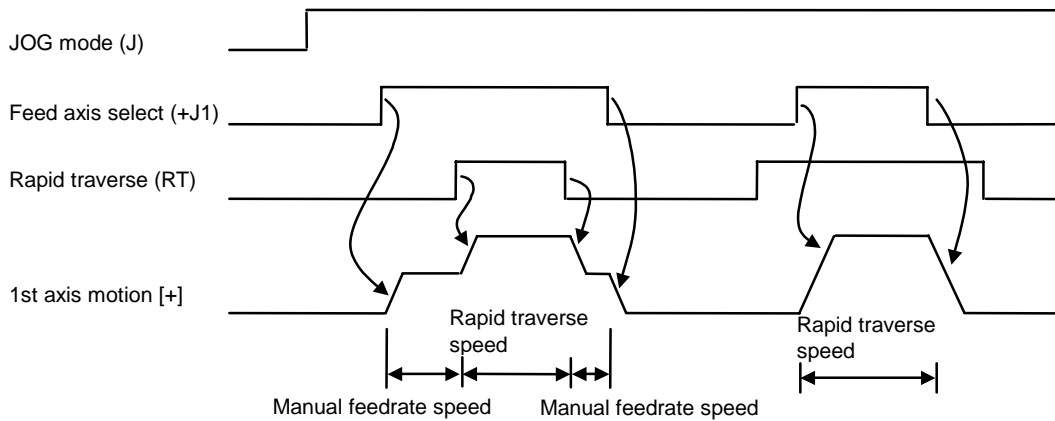 JOG mode (J)
Feed axis select (+J1)
Rapid traverse (RT)
1st axis motion [+]
Rapid traverse
speed
Rapid traverse
speed
Manual feedrate speed
Manual feedrate speed